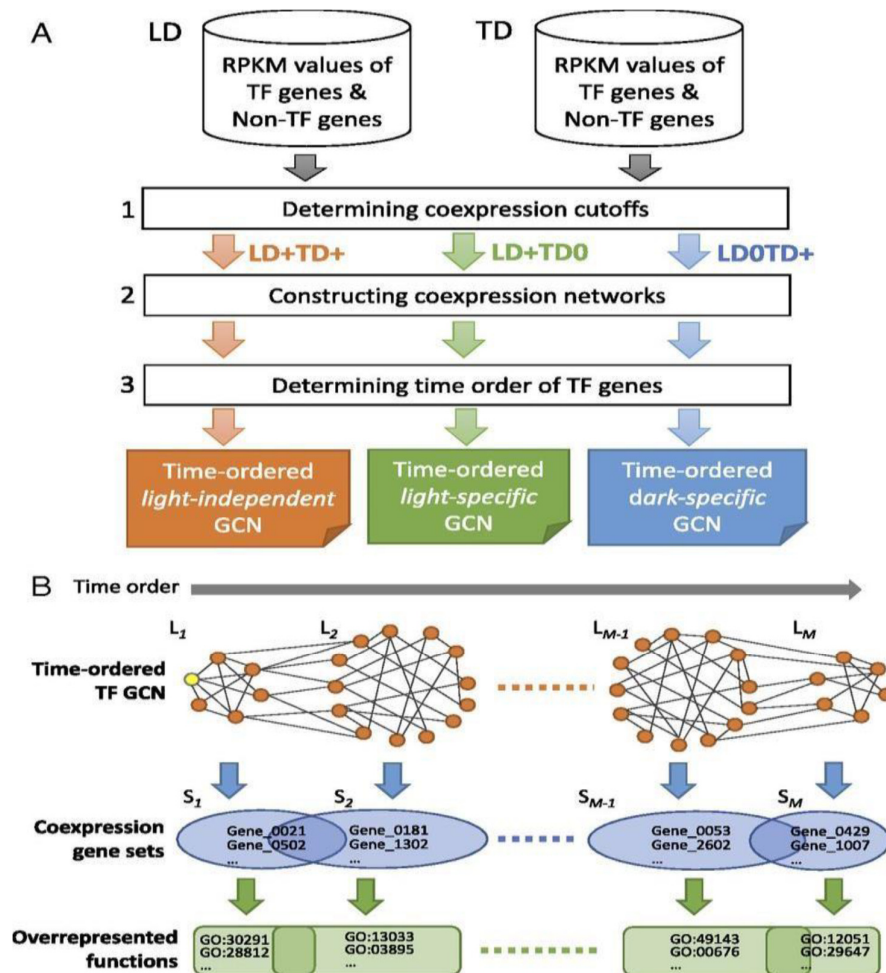 A
LD
TD
RPKM values of
TF genes &
Non-TF genes
RPKM values of
TF genes &
Non-TF genes
1
Determining coexpression cutoffs
LD+TD+
LD+TD0
LD0TD+
2
Constructing coexpression networks
3
Determining time order of TF genes
Time-ordered
light-independent
GCN
Time-ordered
light-specific
GCN
Time-ordered
dark-specific
GCN
B
Time order
L1
L2
LM-1
LM
Time-ordered
TF GCN
S1
S2
SM-1
SM
Coexpression
gene sets
Gene_0021
Gene_0502
...
Gene_0181
Gene_1302
...
Gene_0053
Gene_2602
...
Gene_0429
Gene_1007
...
Overrepresented
functions
GO:30291
GO:28812
...
GO:13033
GO:03895
...
GO:49143
GO:00676
...
GO:12051
GO:29647
...